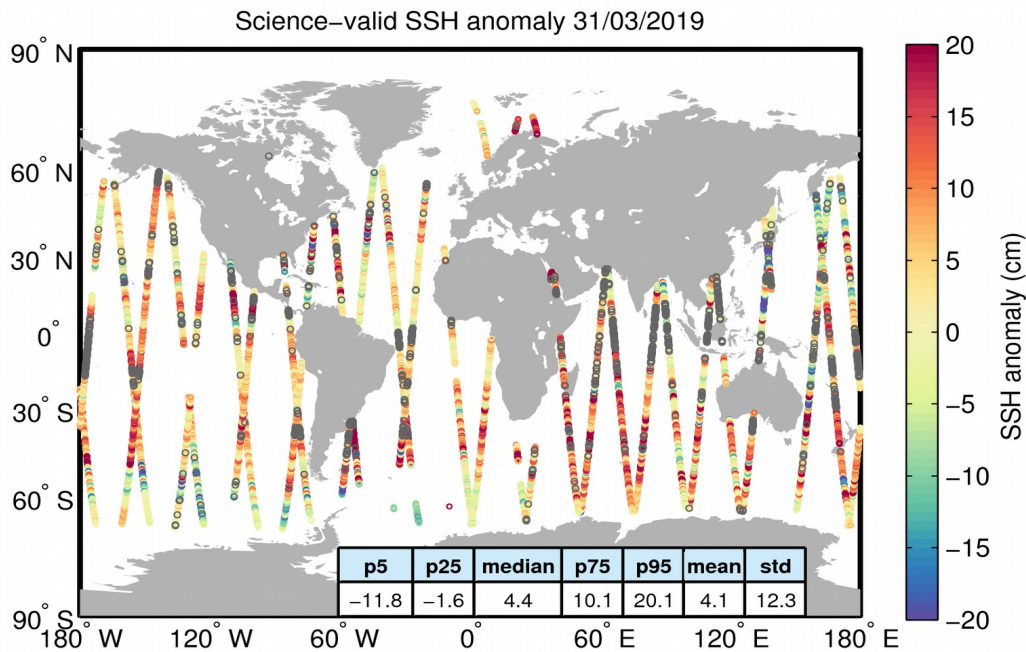 Science−valid SSH anomaly 31/03/2019
90° N
60° N
30° N
0°
30° S
60° S
90° S
180° W
120° W
60° W
0°
60° E
120° E
180° E
p5 p25 median p75 p95 mean std
−11.8 −1.6 4.4 10.1 20.1 4.1 12.3
20
15
10
5
0
−5
−10
−15
−20
SSH anomaly (cm)